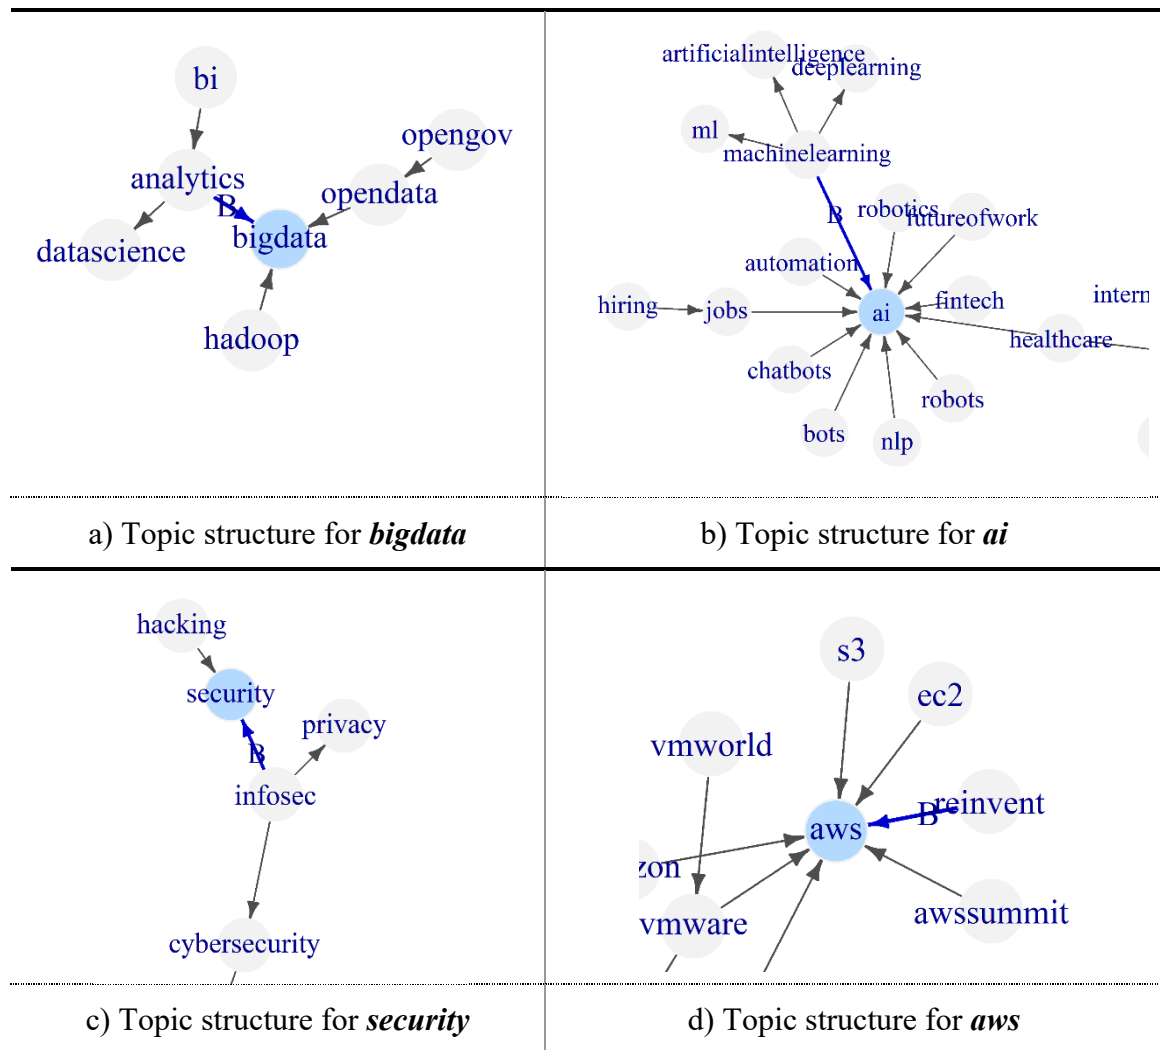 bi
opengov
analytics
B
opendata
bigdata
datascience
hadoop
a) Topic structure for bigdata
artificialintelligence
deeplearning
ml
machinelearning
B
robotics
futureofwork
automation
hiring
jobs
ai
fintech
intern
healthcare
chatbots
robots
bots
nlp
b) Topic structure for ai
hacking
security
privacy
B
infosec
cybersecurity
c) Topic structure for security
s3
ec2
vmworld
B
reinvent
aws
zon
vmware
awssummit
d) Topic structure for aws